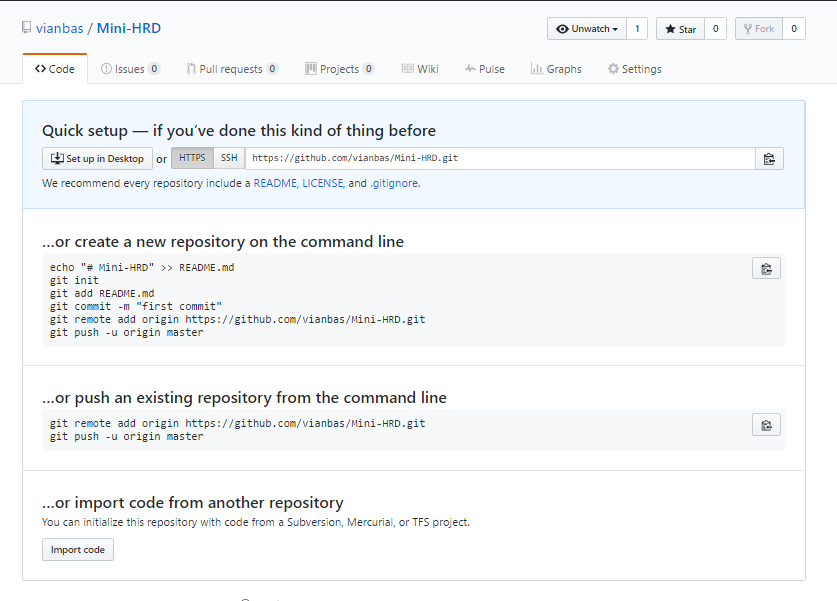 vianbas / Mini-HRD
Unwatch 1 Star 0 Fork 0
Code Issues 0 Pull requests 0 Projects 0 Wiki Pulse Graphs Settings
Quick setup — if you’ve done this kind of thing before
Set up in Desktop or HTTPS SSH https://github.com/vianbas/Mini-HRD.git
We recommend every repository include a README, LICENSE, and .gitignore.
…or create a new repository on the command line
echo "# Mini-HRD" >> README.md
git init
git add README.md
git commit -m "first commit"
git remote add origin https://github.com/vianbas/Mini-HRD.git
git push -u origin master
…or push an existing repository from the command line
git remote add origin https://github.com/vianbas/Mini-HRD.git
git push -u origin master
…or import code from another repository
You can initialize this repository with code from a Subversion, Mercurial, or TFS project.
Import code